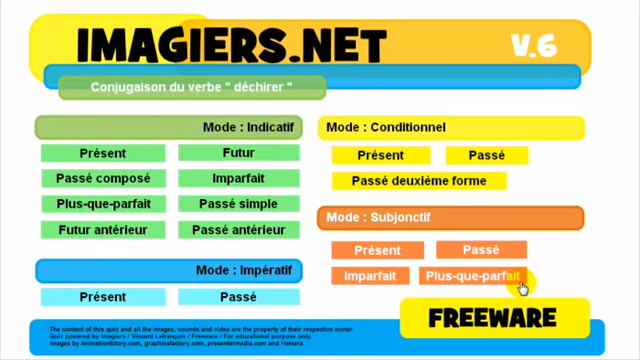 IMAGIERS.NET
V.6
Conjugaison du verbe " déchirer "
Mode : Indicatif
Présent
Futur
Passé composé
Imparfait
Plus-que-parfait
Passé simple
Futur antérieur
Passé antérieur
Mode : Impératif
Présent
Passé
Mode : Conditionnel
Présent
Passé
Passé deuxième forme
Mode : Subjonctif
Présent
Passé
Imparfait
Plus-que-parfait
FREEWARE
The content of this quiz and all the images, sounds and video are the property of their respective owner.
Quiz powered by Imagiers / Vincent Lefrançois / Freeware / For educational purpose only.
Images by Animationfctory.com, graphicsfactory.com, presentermedia.com and Hemera.